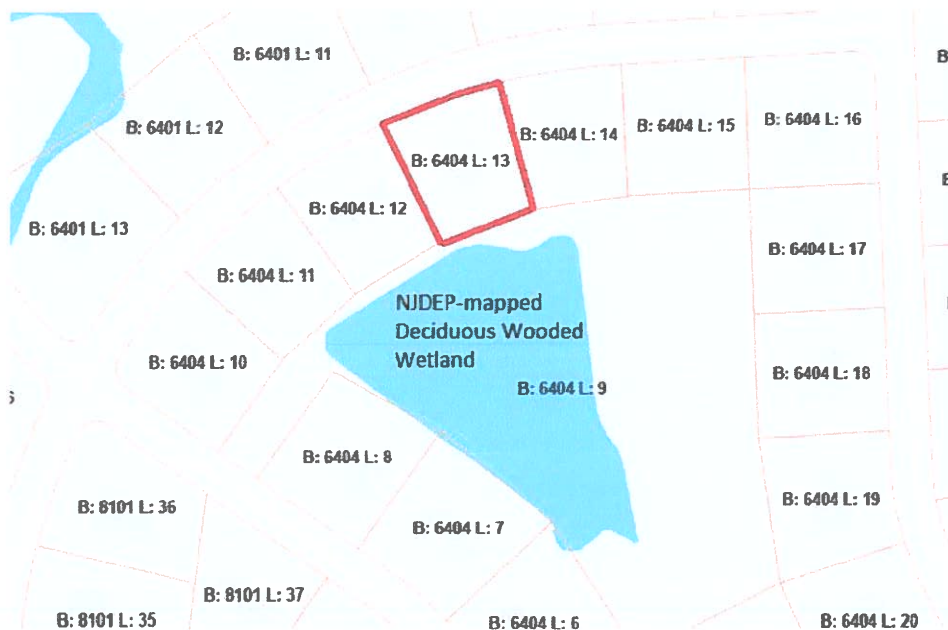 B: 6401 L: 11
B: 6401 L: 12
B: 6404 L: 16
B: 6404 L: 15
B: 6404 L: 14
B: 6404 L: 13
B: 6404 L: 12
B: 6401 L: 13
B: 6404 L: 17
B: 6404 L: 11
NJDEP-mapped
Deciduous Wooded
Wetland
B: 6404 L: 10
B: 6404 L: 18
B: 6404 L: 9
B: 6404 L: 8
B: 6404 L: 19
B: 8101 L: 36
B: 6404 L: 7
B: 8101 L: 37
B: 8101 L: 35
B: 6404 L: 6
B: 6404 L: 20